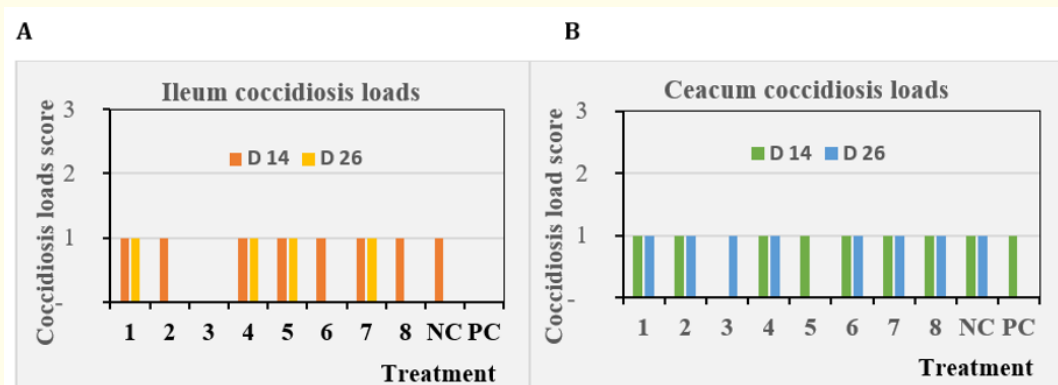 A
Ileum coccidiosis loads
Coccidiosis loads score
3
2
1
-
D 14 D 26
1 2 3 4 5 6 7 8 NC PC
Treatment
B
Ceacum coccidiosis loads
Coccidiosis load score
3
2
1
-
D 14 D 26
1 2 3 4 5 6 7 8 NC PC
Treatment